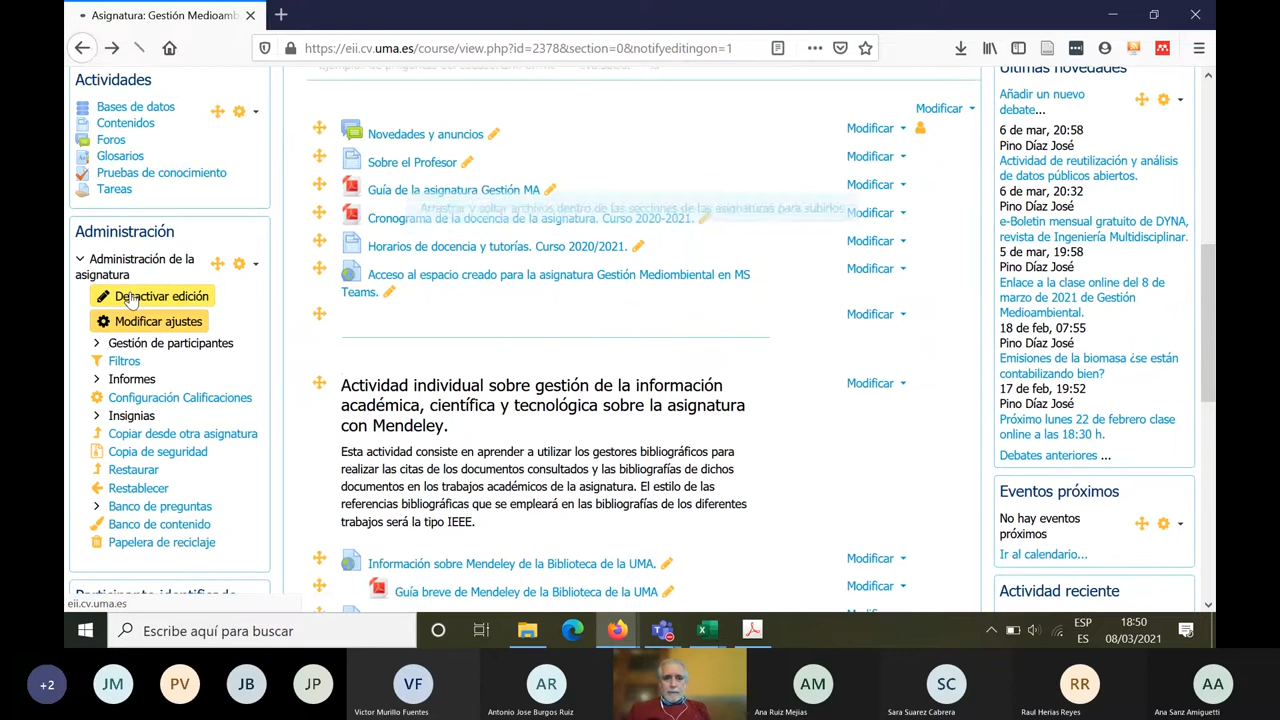 Asignatura: Gestión Medioamb
https://eii.cv.uma.es/course/view.php?id=2378&section=0&notifyeditingon=1
Actividades
Bases de datos
Contenidos
Foros
Glosarios
Pruebas de conocimiento
Tareas
Administración
Administración de la
asignatura
Desactivar edición
Modificar ajustes
Gestión de participantes
Filtros
Informes
Configuración Calificaciones
Insignias
Copiar desde otra asignatura
Copia de seguridad
Restaurar
Restablecer
Banco de preguntas
Banco de contenido
Papelera de reciclaje
eii.cv.uma.es
Modificar
Novedades y anuncios
Modificar
Sobre el Profesor
Modificar
Guía de la asignatura Gestión MA
Modificar
Arrastrar y soltar archivos dentro de las secciones de las asignaturas para subirlos
Cronograma de la docencia de la asignatura. Curso 2020-2021.
Modificar
Horarios de docencia y tutorías. Curso 2020/2021.
Modificar
Acceso al espacio creado para la asignatura Gestión Mediombiental en MS
Teams.
Modificar
Modificar
Actividad individual sobre gestión de la información
académica, científica y tecnológica sobre la asignatura
con Mendeley.
Modificar
Esta actividad consiste en aprender a utilizar los gestores bibliográficos para
realizar las citas de los documentos consultados y las bibliografías de dichos
documentos en los trabajos académicos de la asignatura. El estilo de las
referencias bibliográficas que se empleará en las bibliografías de los diferentes
trabajos será la tipo IEEE.
Información sobre Mendeley de la Biblioteca de la UMA.
Modificar
Guía breve de Mendeley de la Biblioteca de la UMA
Modificar
Últimas novedades
Añadir un nuevo
debate...
6 de mar, 20:58
Pino Díaz José
Actividad de reutilización y análisis
de datos públicos abiertos.
6 de mar, 20:32
Pino Díaz José
e-Boletin mensual gratuito de DYNA,
revista de Ingeniería Multidisciplinar.
5 de mar, 19:58
Pino Díaz José
Enlace a la clase online del 8 de
marzo de 2021 de Gestión
Medioambiental.
18 de feb, 07:55
Pino Díaz José
Emisiones de la biomasa ¿se están
contabilizando bien?
17 de feb, 19:52
Pino Díaz José
Próximo lunes 22 de febrero clase
online a las 18:30 h.
Debates anteriores ...
Eventos próximos
No hay eventos
próximos
Ir al calendario...
Actividad reciente
Escribe aquí para buscar
ESP
ES
18:50
08/03/2021
+2
JM
PV
JB
JP
VF
Victor Murillo Fuentes
AR
Antonio Jose Burgos Ruiz
AM
Ana Ruiz Mejias
SC
Sara Suarez Cabrera
RR
Raul Herias Reyes
AA
Ana Sanz Amiguetti